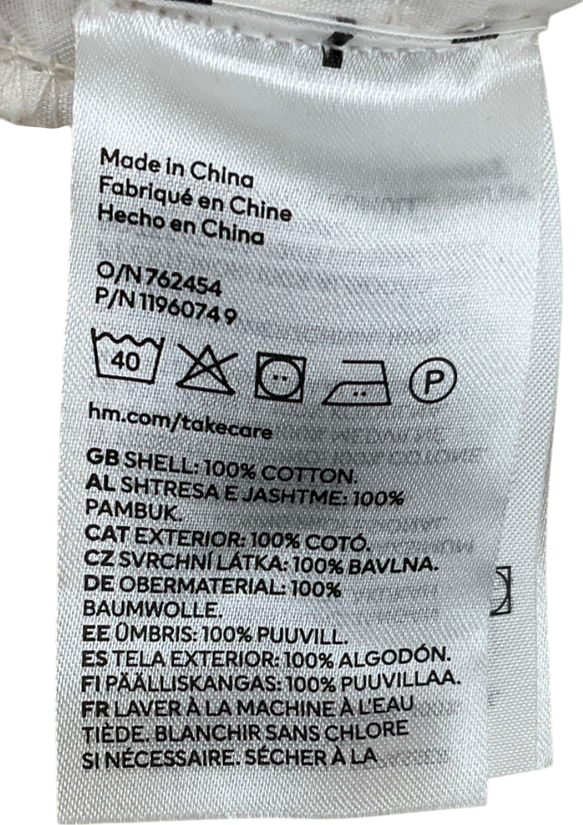 Made in China
Fabriqué en Chine
Hecho en China
O/N 762454
P/N 11960749
40
P
hm.com/takecare
GB SHELL: 100% COTTON.
AL SHTRESA E JASHTME: 100%
PAMBUK.
CAT EXTERIOR: 100% COTÓ.
CZ SVRCHNÍ LÁTKA: 100% BAVLNA.
DE OBERMATERIAL: 100%
BAUMWOLLE.
EE ÜMBRIS: 100% PUUVILL.
ES TELA EXTERIOR: 100% ALGODÓN.
FI PÄÄLLISKANGAS: 100% PUUVILLAA.
FR LAVER À LA MACHINE À L'EAU
TIÈDE. BLANCHIR SANS CHLORE
SI NÉCESSAIRE. SÉCHER À LA